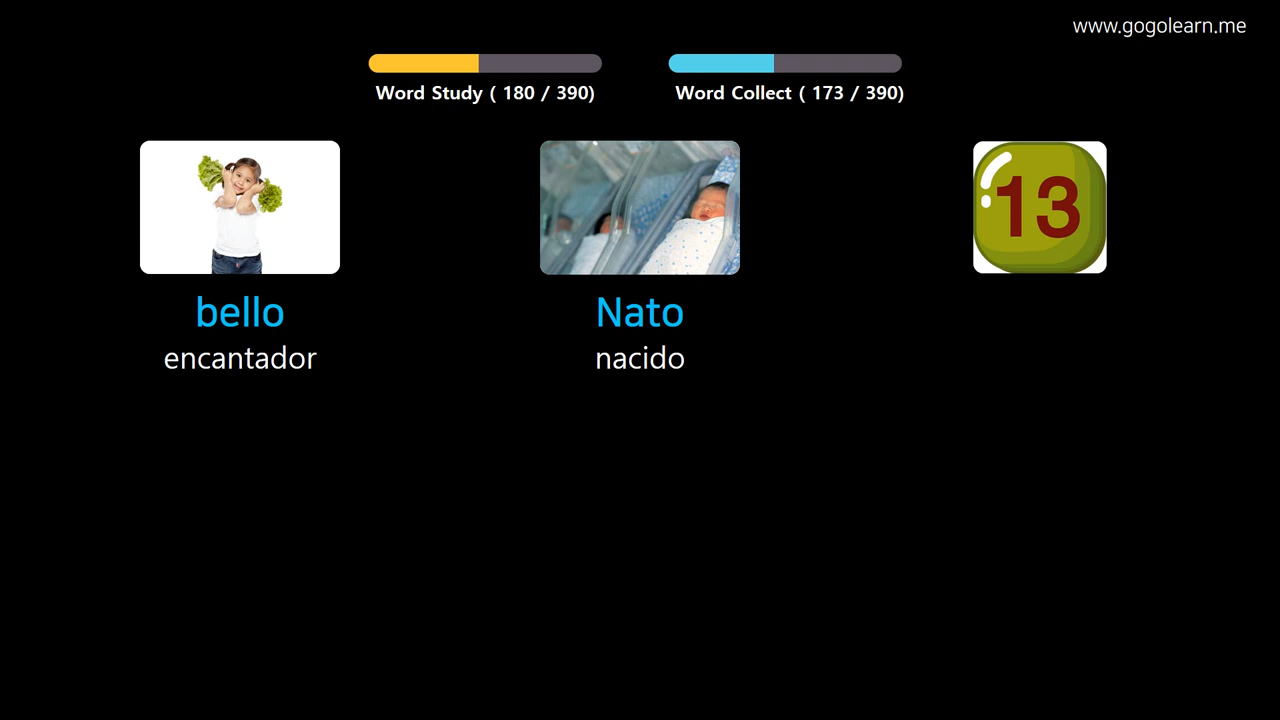 www.gogolearn.me
Word Study ( 180 / 390)
Word Collect ( 173 / 390)
13
bello
encantador
Nato
nacido